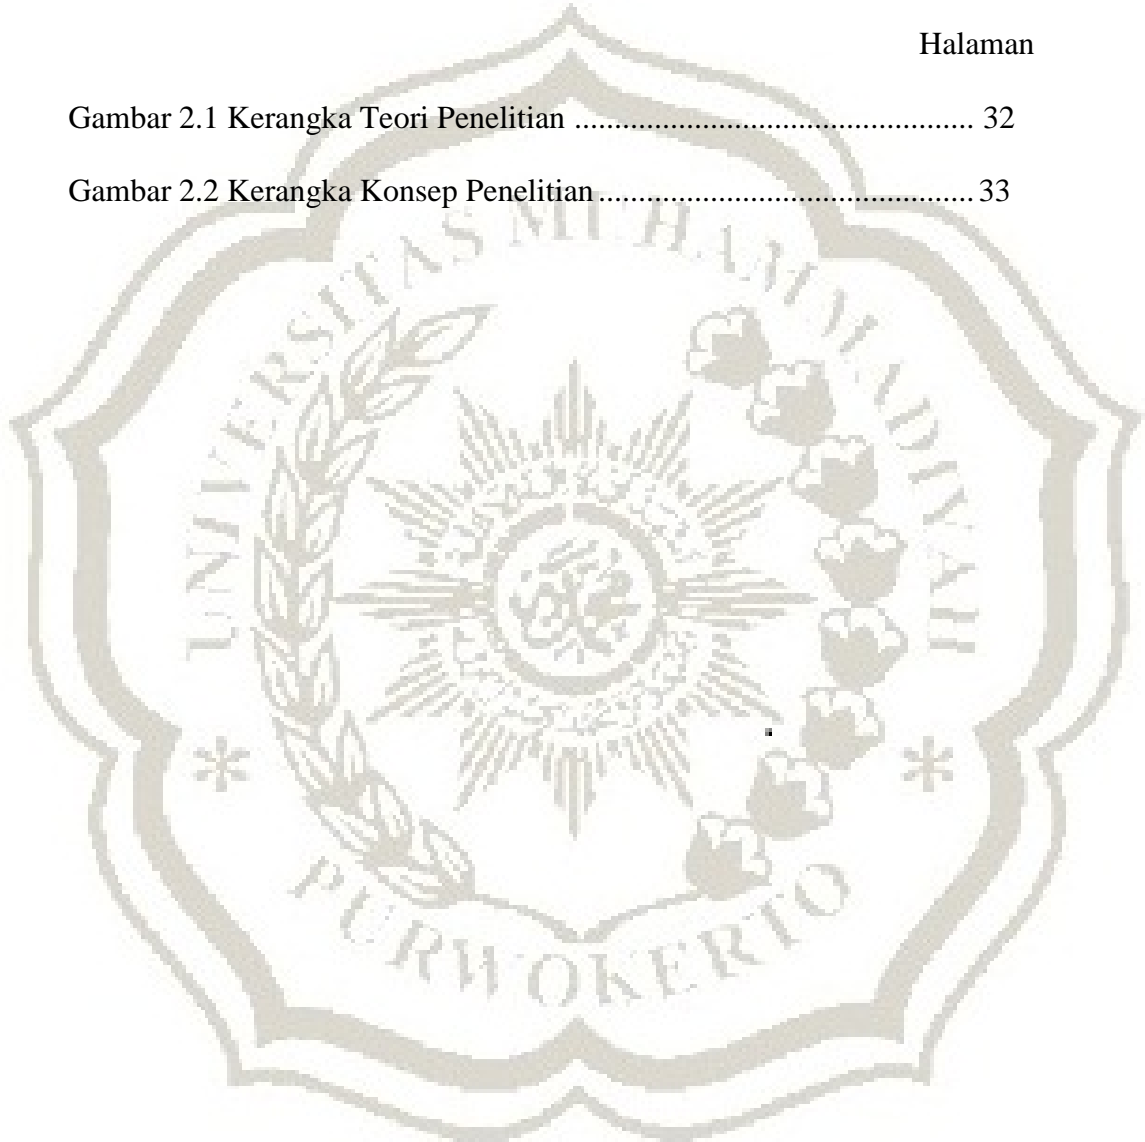 Halaman
Gambar 2.1 Kerangka Teori Penelitian .................................................. 32
Gambar 2.2 Kerangka Konsep Penelitian ............................................... 33
UNIVERSITAS MUHAMMADIYAH
* PURWOKERTO *